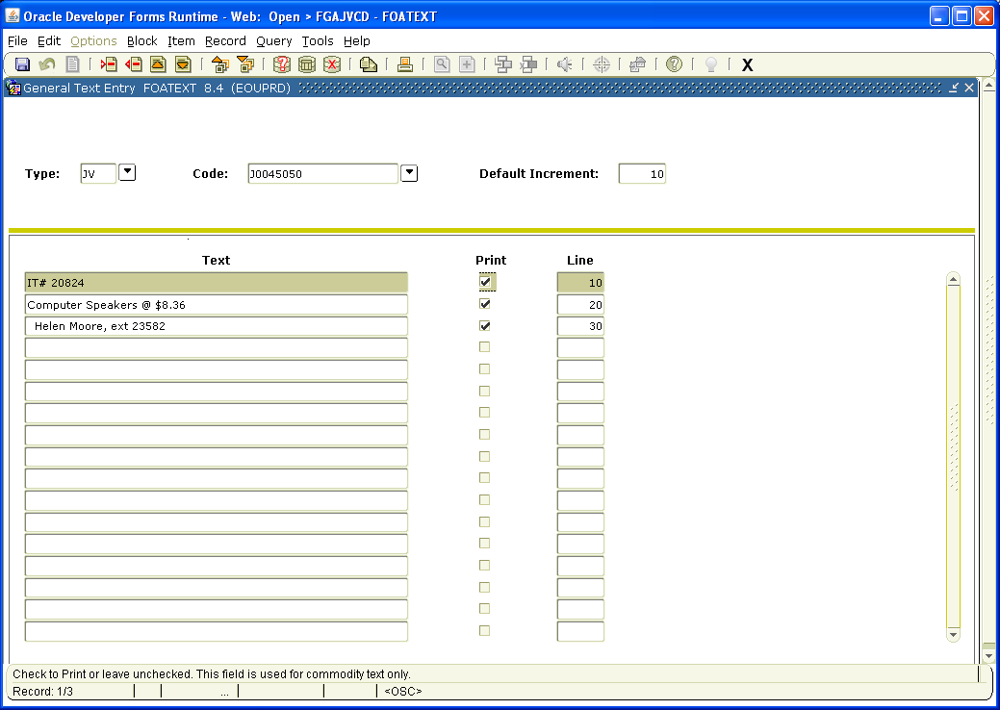 Oracle Developer Forms Runtime - Web: Open > FGAJVCD - FOATEXT
File Edit Options Block Item Record Query Tools Help
X
General Text Entry FOATEXT 8.4 (EOUPRD)
Type: JV Code: J0045050 Default Increment: 10
Text Print Line
IT# 20824 10
Computer Speakers @ $8.36 20
Helen Moore, ext 23582 30
Check to Print or leave unchecked. This field is used for commodity text only.
Record: 1/3 ... <OSC>